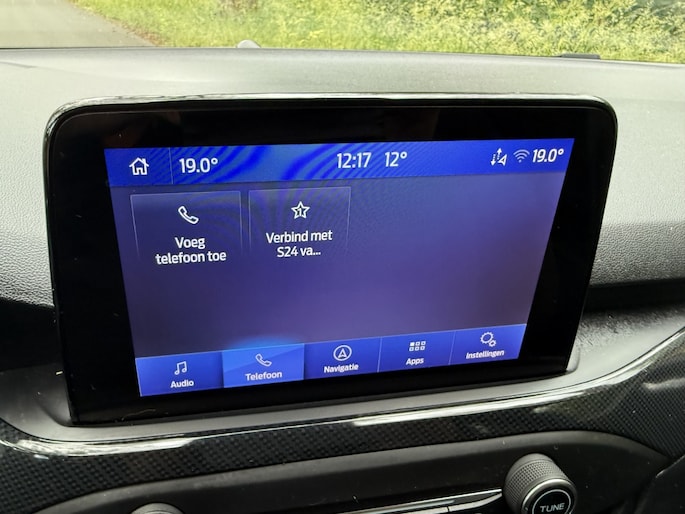 19.0° 12:17 12° 19.0°
Voeg
telefoon toe
1
Verbind met
S24 va...
Audio Telefoon Navigatie Apps Instellingen
TUNE